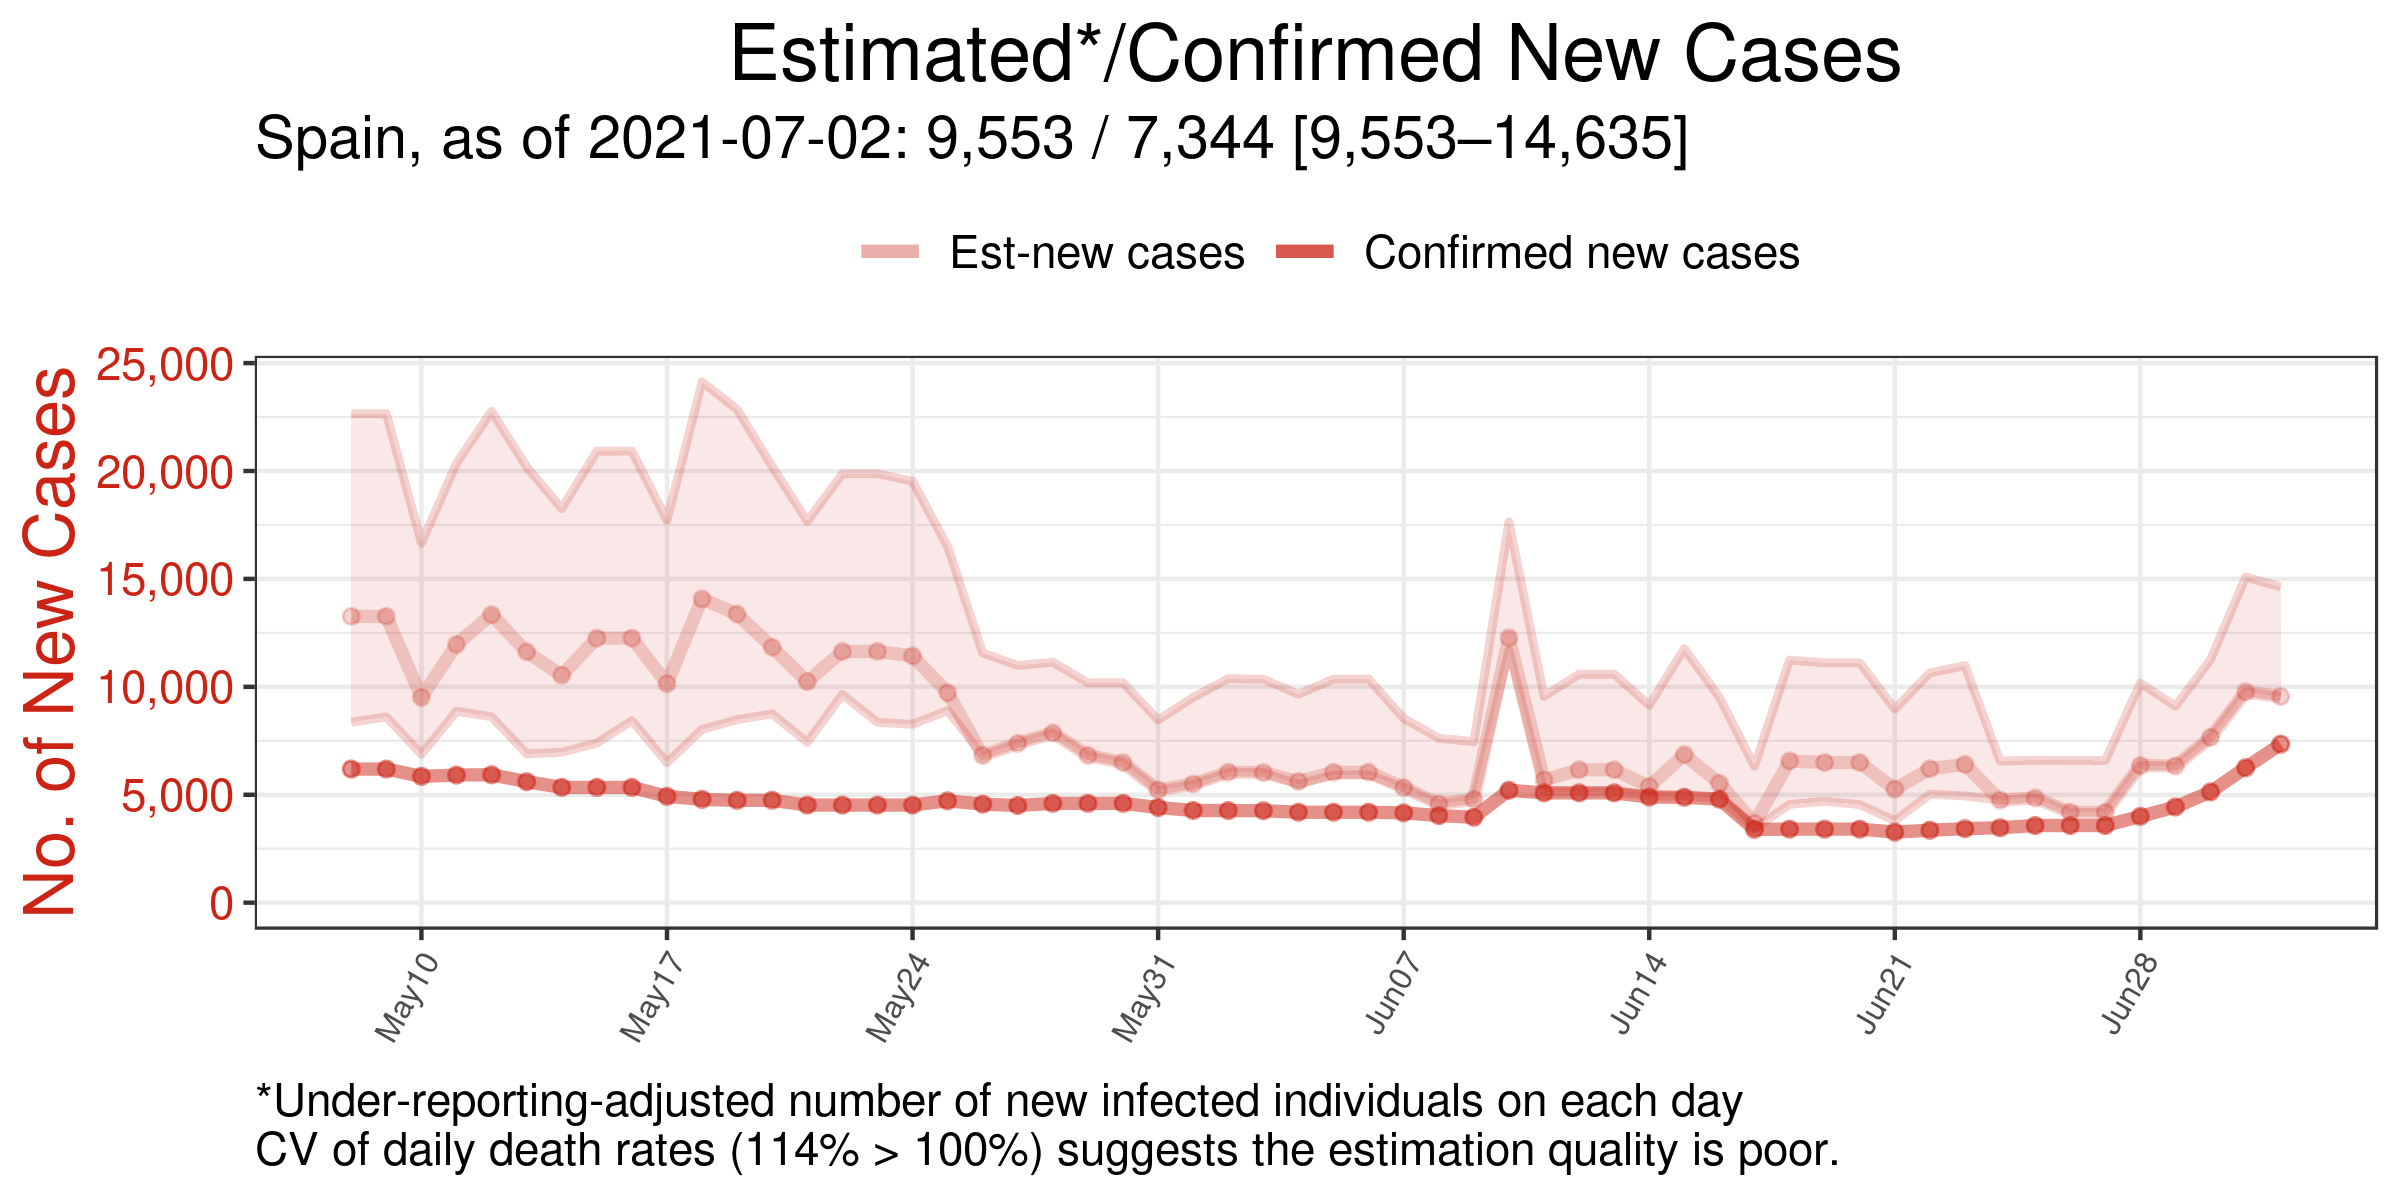 Estimated*/Confirmed New Cases
Spain, as of 2021-07-02: 9,553 / 7,344 [9,553–14,635]
Est-new cases Confirmed new cases
No. of New Cases
25,000
20,000
15,000
10,000
5,000
0
May10 May17 May24 May31 Jun07 Jun14 Jun21 Jun28
*Under-reporting-adjusted number of new infected individuals on each day
CV of daily death rates (114% > 100%) suggests the estimation quality is poor.